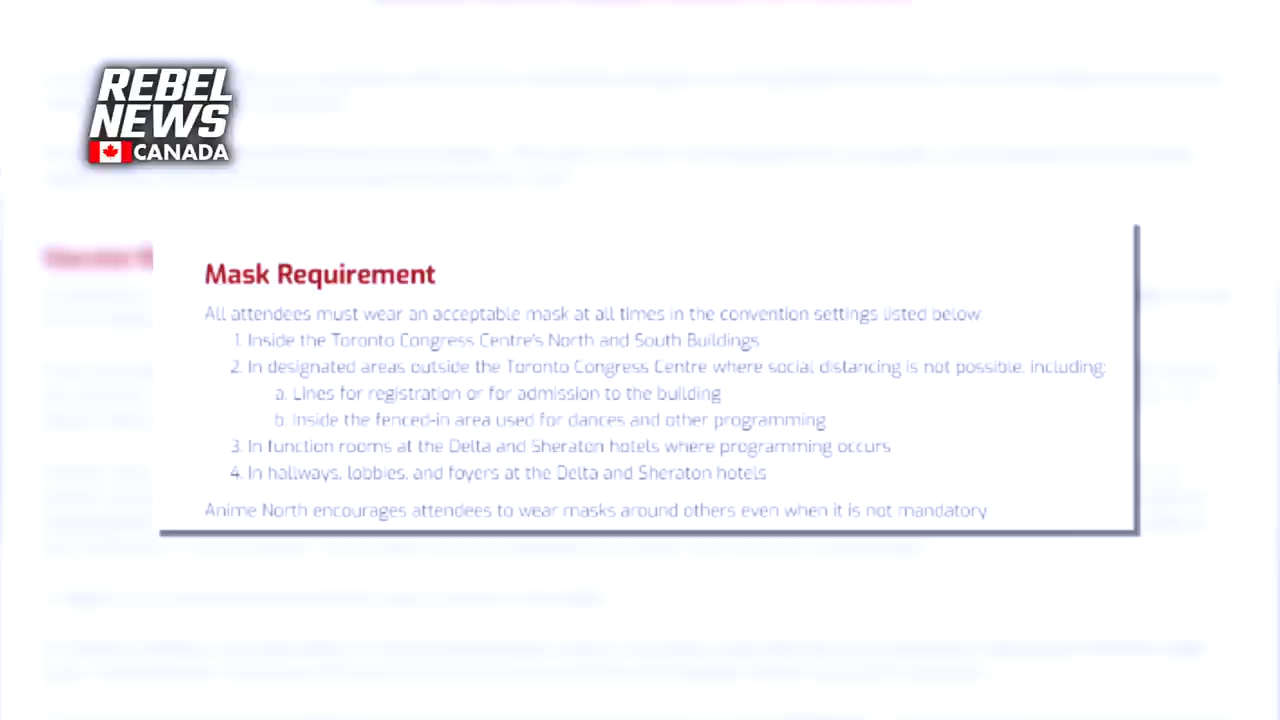 REBEL
NEWS
CANADA
Mask Requirement
All attendees must wear an acceptable mask at all times in the convention settings listed below:
1. Inside the Toronto Congress Centre's North and South Buildings
2. In designated areas outside the Toronto Congress Centre where social distancing is not possible, including:
a. Lines for registration or for admission to the building
b. Inside the fenced-in area used for dances and other programming
3. In function rooms at the Delta and Sheraton hotels where programming occurs
4. In hallways, lobbies, and foyers at the Delta and Sheraton hotels
Anime North encourages attendees to wear masks around others even when it is not mandatory.